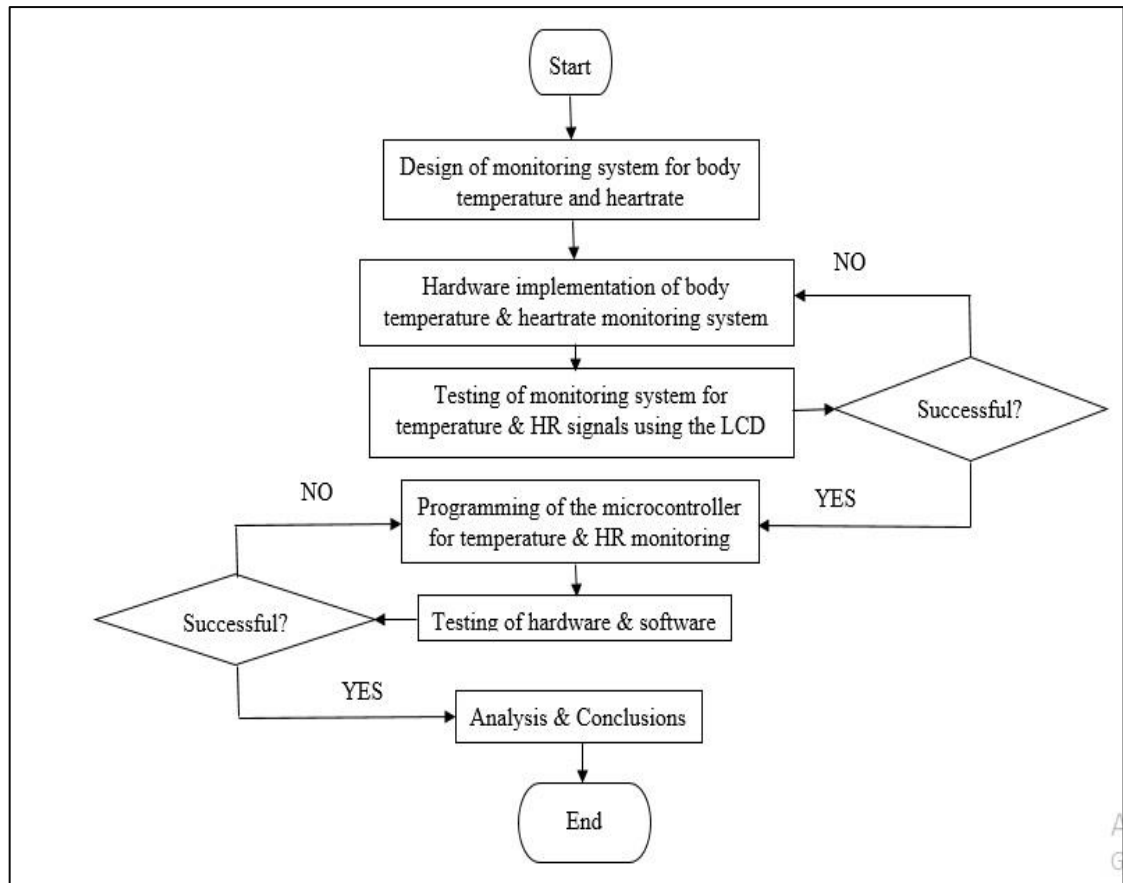 Start
Design of monitoring system for body
temperature and heartrate
Hardware implementation of body
temperature & heartrate monitoring system
NO
Testing of monitoring system for
temperature & HR signals using the LCD
Successful?
YES
Programming of the microcontroller
for temperature & HR monitoring
NO
Testing of hardware & software
Successful?
YES
Analysis & Conclusions
End